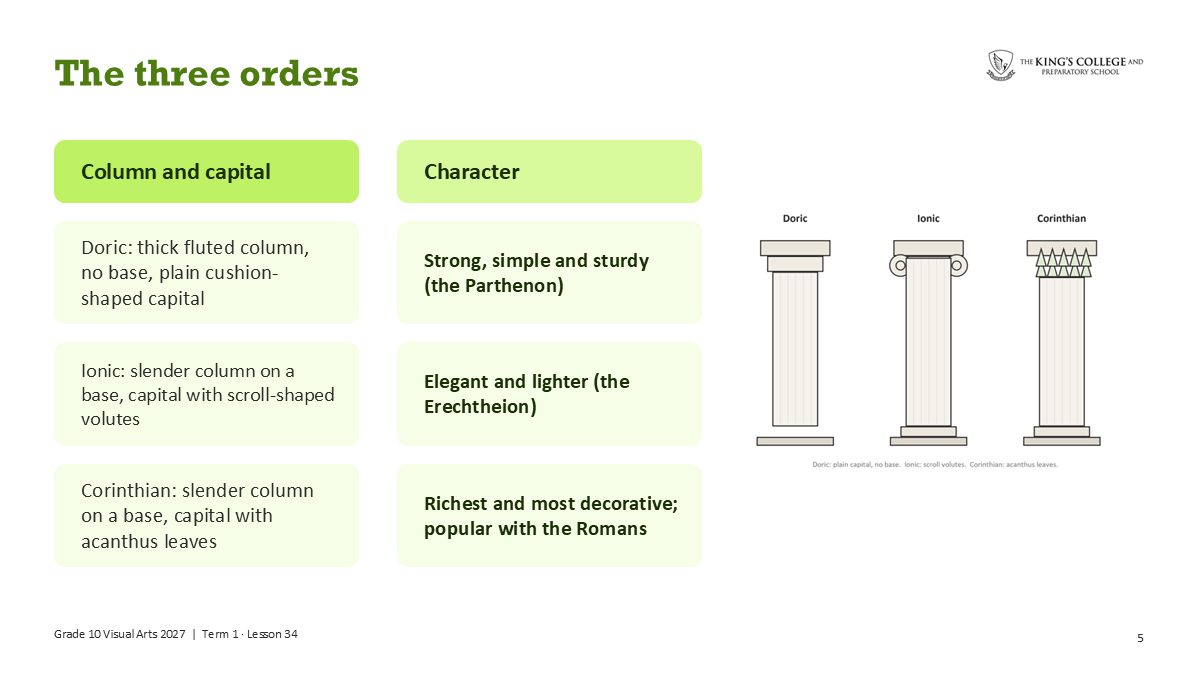 The three orders
THE KING'S COLLEGE AND
PREPARATORY SCHOOL
Column and capital
Character
Doric: thick fluted column,
no base, plain cushion-
shaped capital
Strong, simple and sturdy
(the Parthenon)
Ionic: slender column on a
base, capital with scroll-shaped
volutes
Elegant and lighter (the
Erechtheion)
Corinthian: slender column
on a base, capital with
acanthus leaves
Richest and most decorative;
popular with the Romans
Doric
Ionic
Corinthian
Doric: plain capital, no base. Ionic: scroll volutes. Corinthian: acanthus leaves.
Grade 10 Visual Arts 2027 | Term 1 · Lesson 34
5